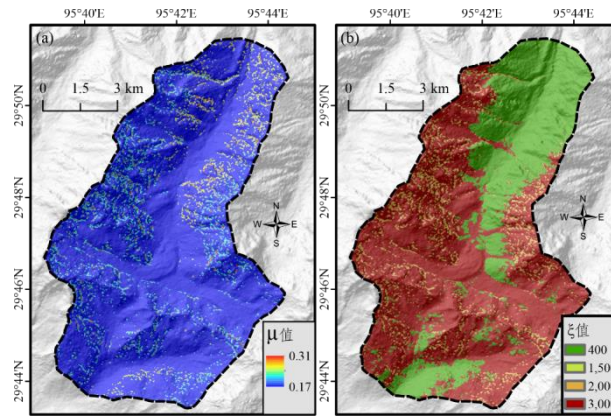 95°40′E 95°42′E 95°44′E
95°40′E 95°42′E 95°44′E
(a)
0 1.5 3 km
29°50′N
29°48′N
29°46′N
29°44′N
N
W E
S
μ值
0.31
0.17
(b)
0 1.5 3 km
29°50′N
29°48′N
29°46′N
29°44′N
N
W E
S
ξ值
400
1,50
2,00
3,00